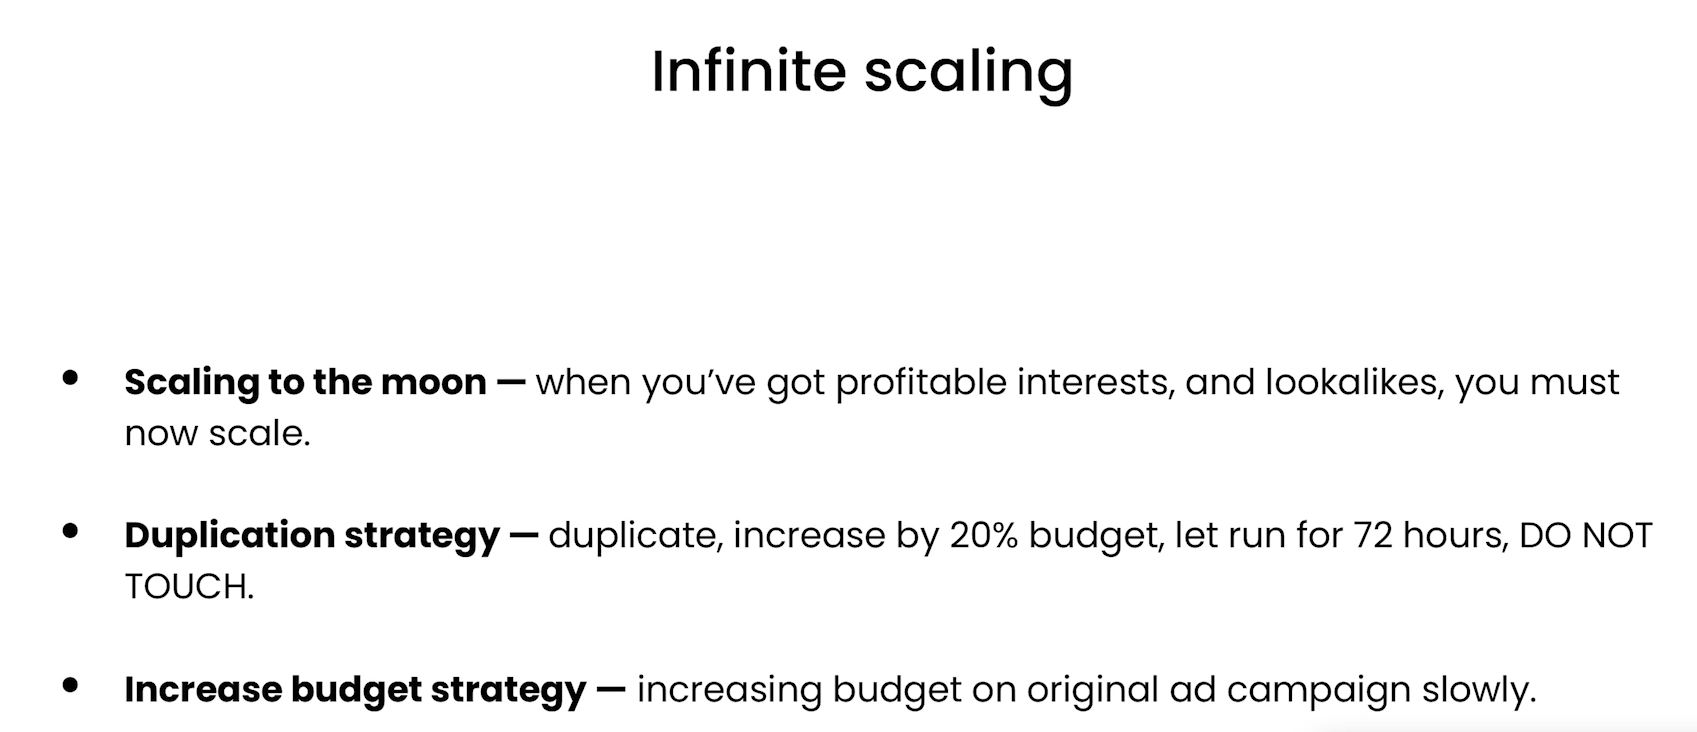 Infinite scaling
• Scaling to the moon — when you’ve got profitable interests, and lookalikes, you must
now scale.
• Duplication strategy — duplicate, increase by 20% budget, let run for 72 hours, DO NOT
TOUCH.
• Increase budget strategy — increasing budget on original ad campaign slowly.